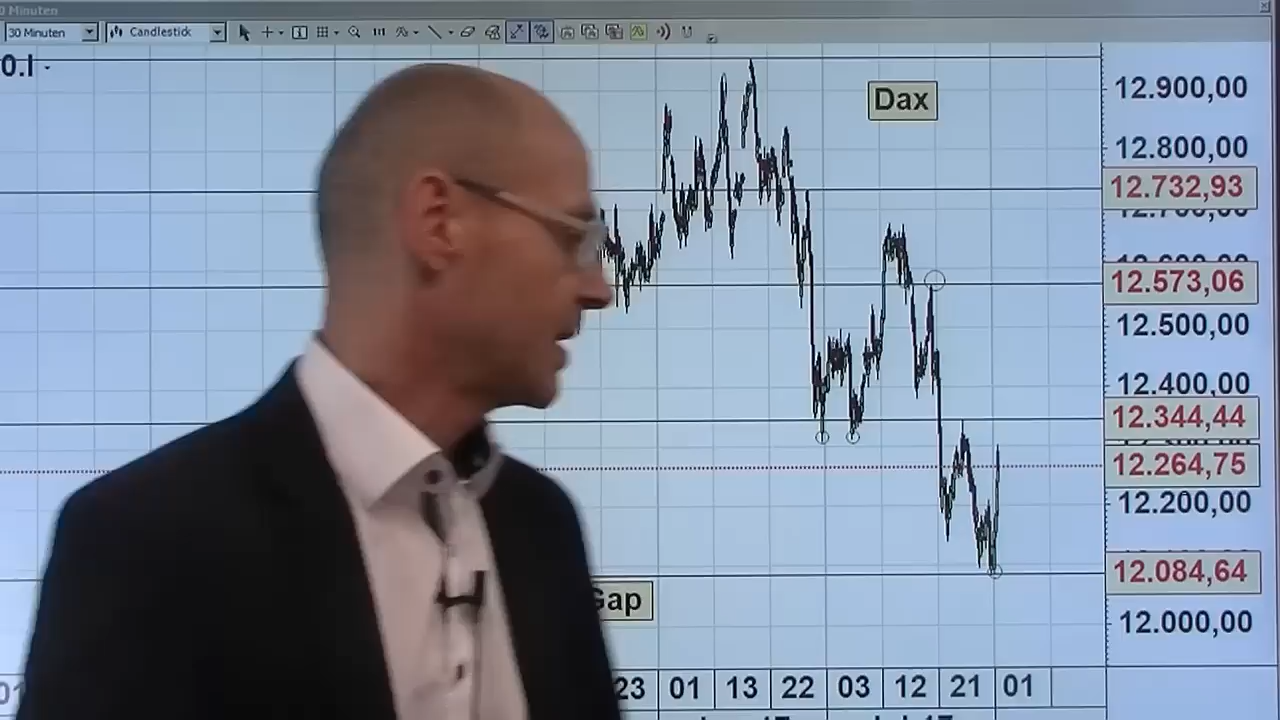 30 Minuten
Candlestick
0.I
Dax
12.900,00
12.800,00
12.732,93
12.573,06
12.500,00
12.400,00
12.344,44
12.264,75
12.200,00
12.084,64
12.000,00
Gap
23 01 13 22 03 12 21 01